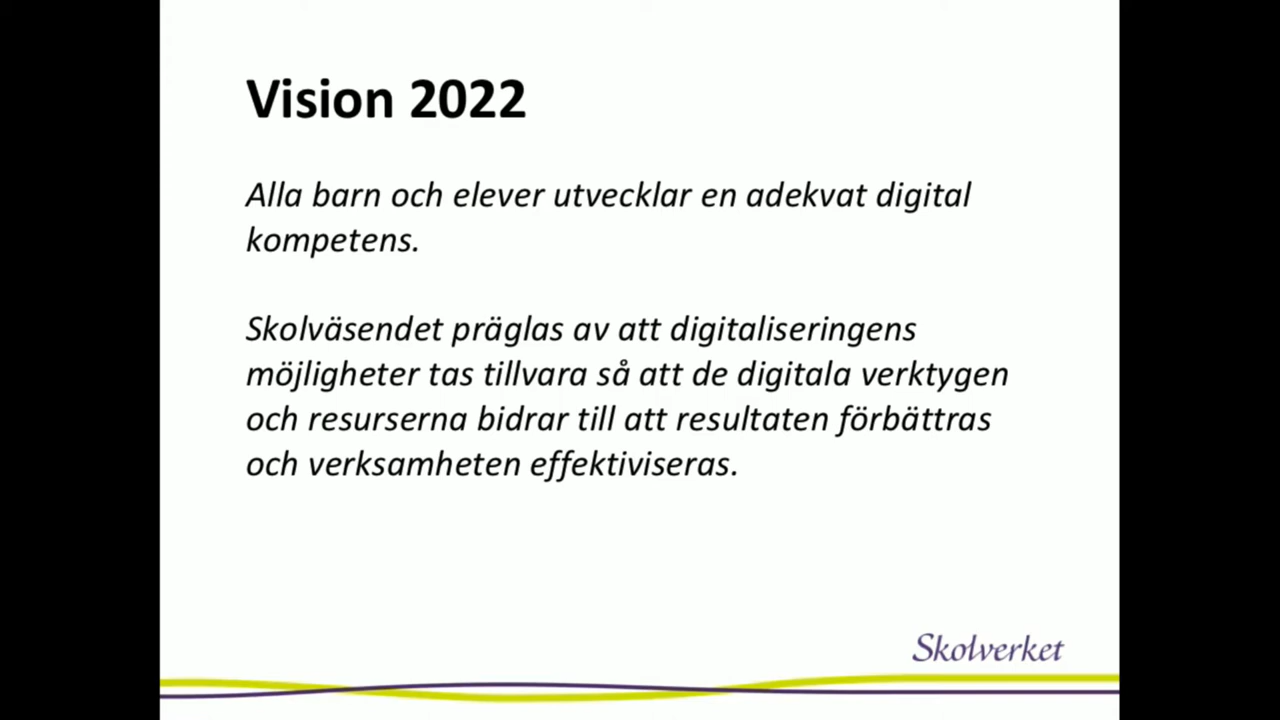 Vision 2022
Alla barn och elever utvecklar en adekvat digital
kompetens.
Skolväsendet präglas av att digitaliseringens
möjligheter tas tillvara så att de digitala verktygen
och resurserna bidrar till att resultaten förbättras
och verksamheten effektiviseras.
Skolverket